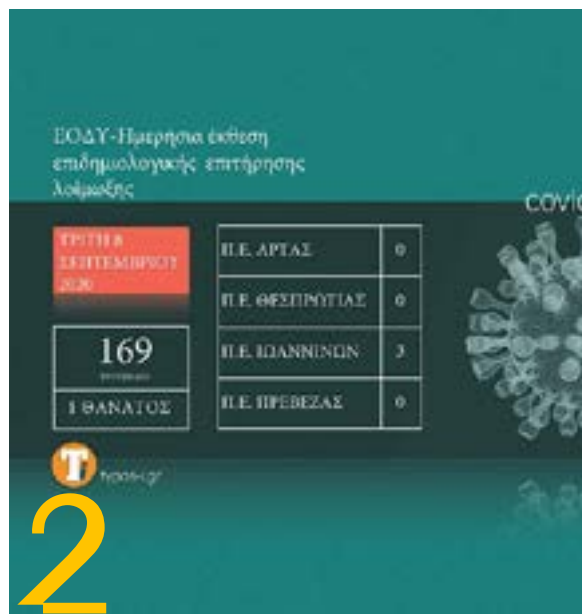 ΕΟΔΥ-Ημερήσια έκθεση
επιδημιολογικής επιτήρησης
λοίμωξης
covid
ΤΡΙΤΗ 8
ΣΕΠΤΕΜΒΡΙΟΥ
2020
169
1 ΘΑΝΑΤΟΣ
Π.Ε. ΑΡΤΑΣ 0
Π.Ε. ΘΕΣΠΡΩΤΙΑΣ 0
Π.Ε. ΙΩΑΝΝΙΝΩΝ 3
Π.Ε. ΠΡΕΒΕΖΑΣ 0
Ti
2